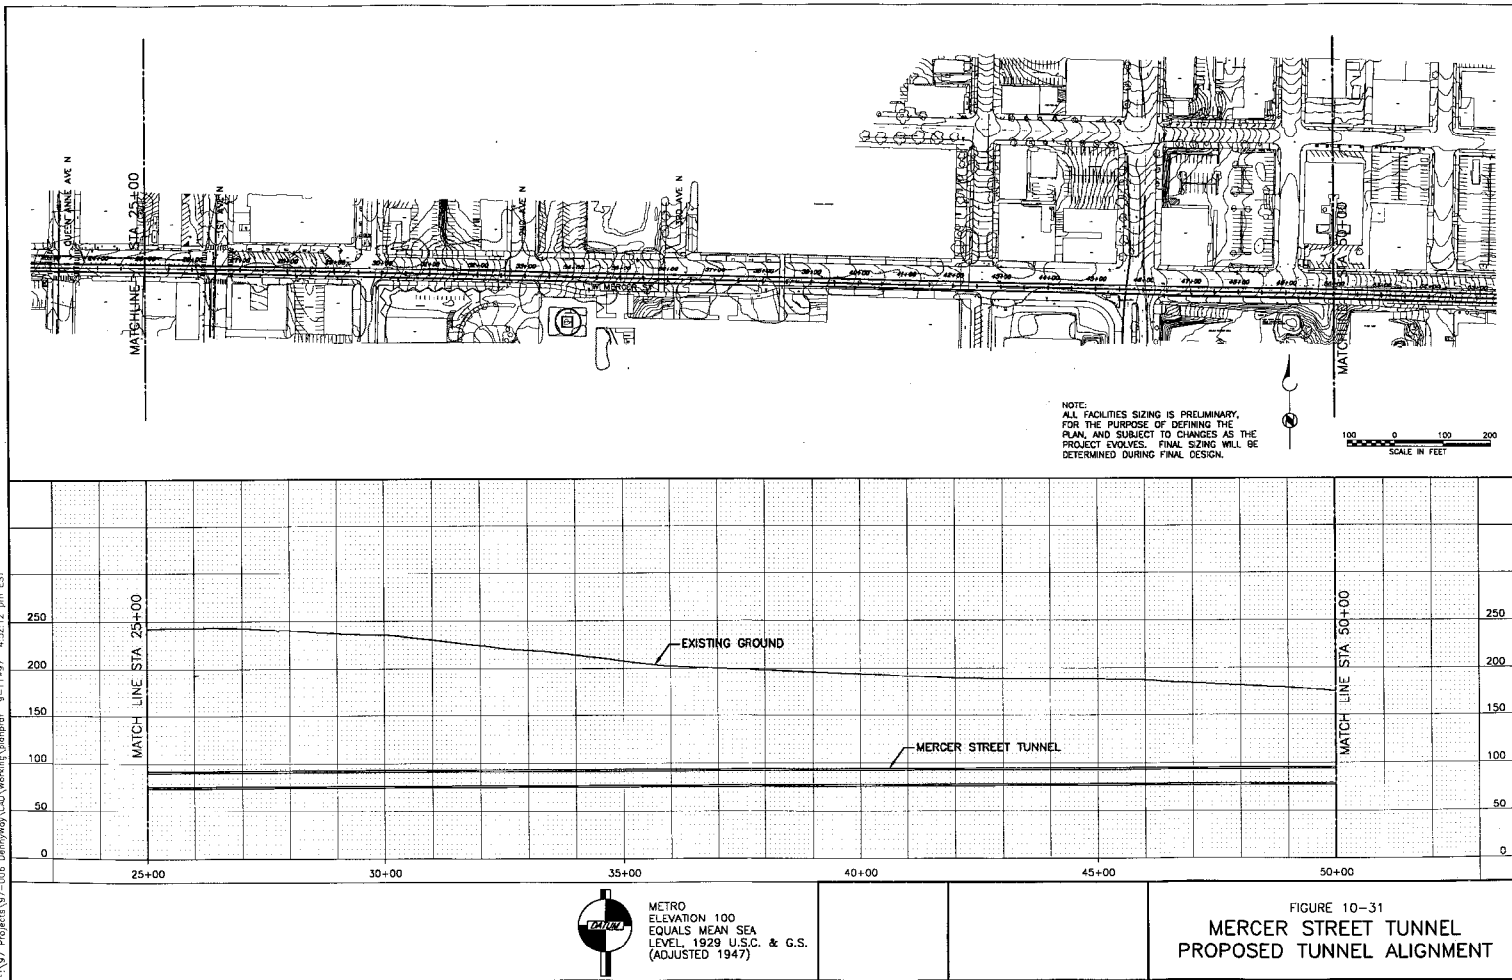 QUEEN ANNE AVE N
MATCHLINE STA 25+00
1ST AVE N
2ND AVE N
3RD AVE N
W MERCER ST
MATCHLINE STA 50+00
NOTE:
ALL FACILITIES SIZING IS PRELIMINARY,
FOR THE PURPOSE OF DEFINING THE
PLAN, AND SUBJECT TO CHANGES AS THE
PROJECT EVOLVES. FINAL SIZING WILL BE
DETERMINED DURING FINAL DESIGN.
100 0 100 200
SCALE IN FEET
MATCH LINE STA 25+00
MATCH LINE STA 50+00
250 250
200 200
150 150
100 100
50 50
0 0
EXISTING GROUND
MERCER STREET TUNNEL
25+00 30+00 35+00 40+00 45+00 50+00
DATUM
METRO
ELEVATION 100
EQUALS MEAN SEA
LEVEL, 1929 U.S.C. & G.S.
(ADJUSTED 1947)
FIGURE 10-31
MERCER STREET TUNNEL
PROPOSED TUNNEL ALIGNMENT